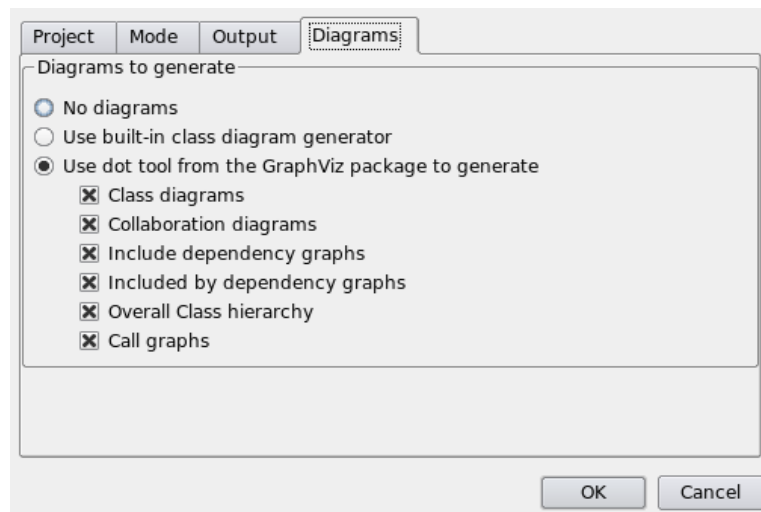 Project Mode Output Diagrams
Diagrams to generate
No diagrams
Use built-in class diagram generator
Use dot tool from the GraphViz package to generate
Class diagrams
Collaboration diagrams
Include dependency graphs
Included by dependency graphs
Overall Class hierarchy
Call graphs
OK Cancel